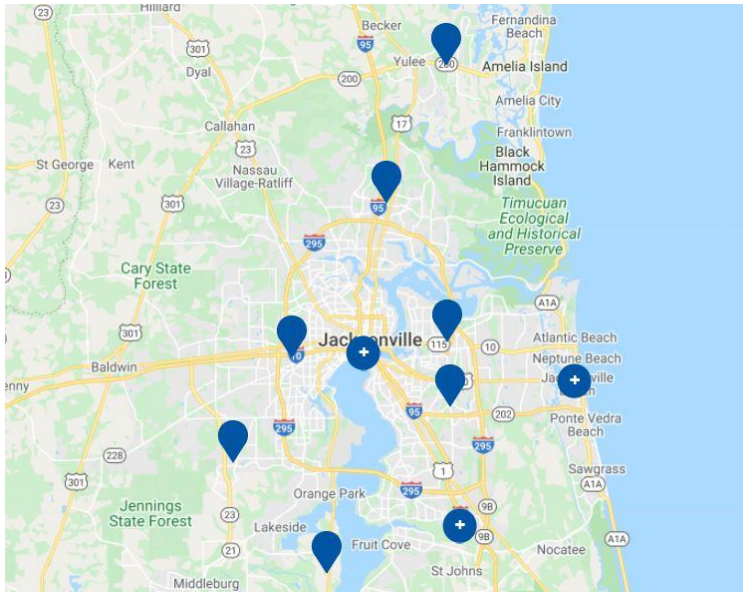 Hilliard
Fernandina
Beach
23
Becker
95
301
Yulee
Amelia Island
Dyal
200
200
Amelia City
17
Callahan
Franklintown
23
Black
Hammock
Island
St George
Kent
Nassau
Village-Ratliff
301
23
95
Timucuan
Ecological
and Historical
Preserve
295
Cary State
Forest
A1A
301
Jacksonville
115
10
Atlantic Beach
Neptune Beach
Baldwin
95
202
Ponte Vedra
Beach
295
295
228
1
Sawgrass
301
295
A1A
Orange Park
Jennings
State Forest
23
9B
Lakeside
9B
A1A
21
Fruit Cove
Nocatee
St Johns
Middleburg